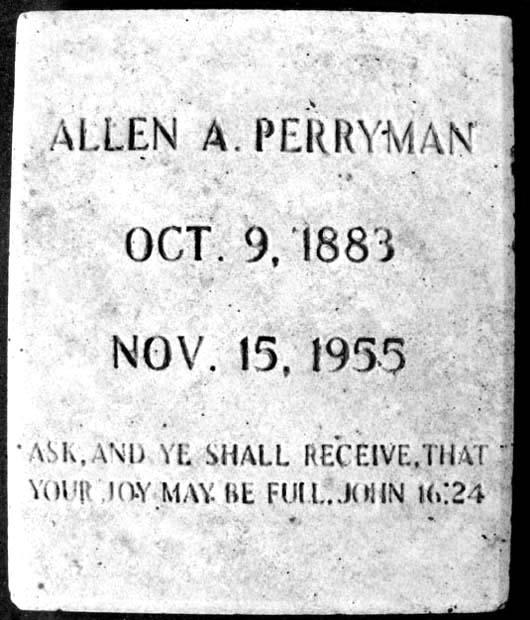 ALLEN A. PERRYMAN
OCT. 9, 1883
NOV. 15, 1955
ASK, AND YE SHALL RECEIVE, THAT
YOUR JOY MAY BE FULL. JOHN 16:24